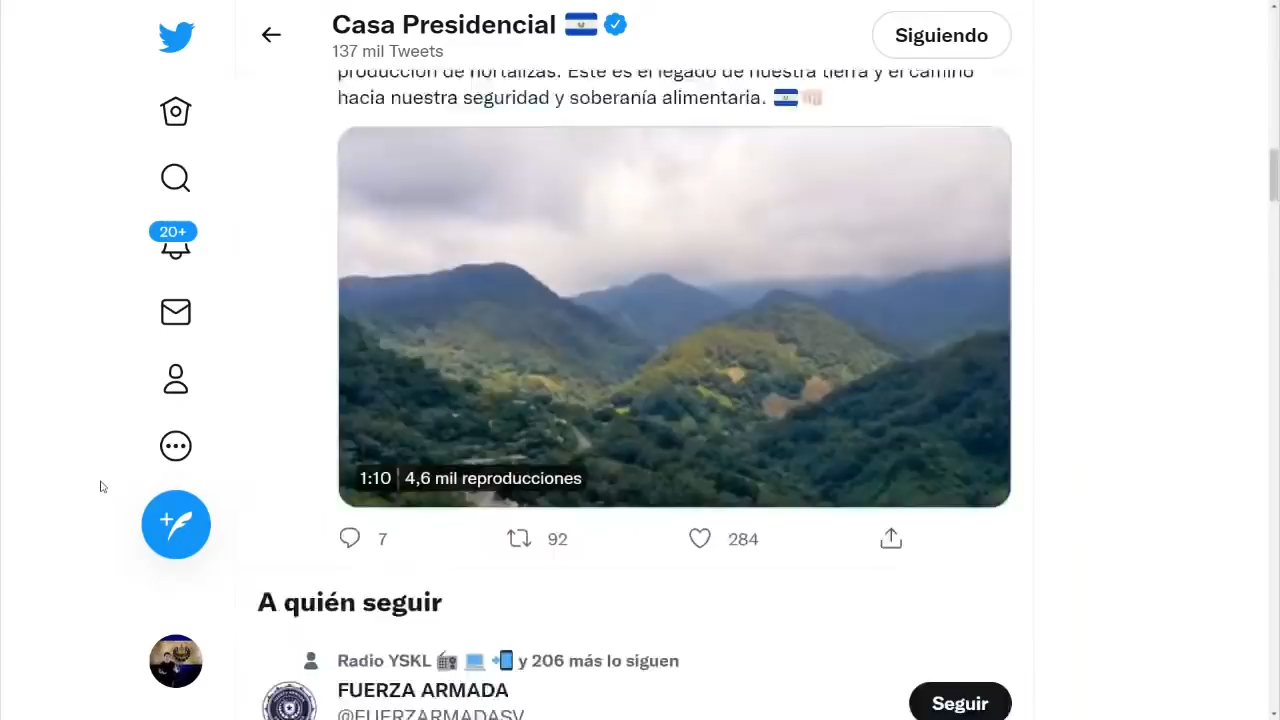 Casa Presidencial
Siguiendo
137 mil Tweets
producción de hortalizas. Este es el legado de nuestra tierra y el camino
hacia nuestra seguridad y soberanía alimentaria.
20+
1:10 4,6 mil reproducciones
7 92 284
A quién seguir
Radio YSKL y 206 más lo siguen
FUERZA ARMADA
Seguir
@FUERZARMADASV